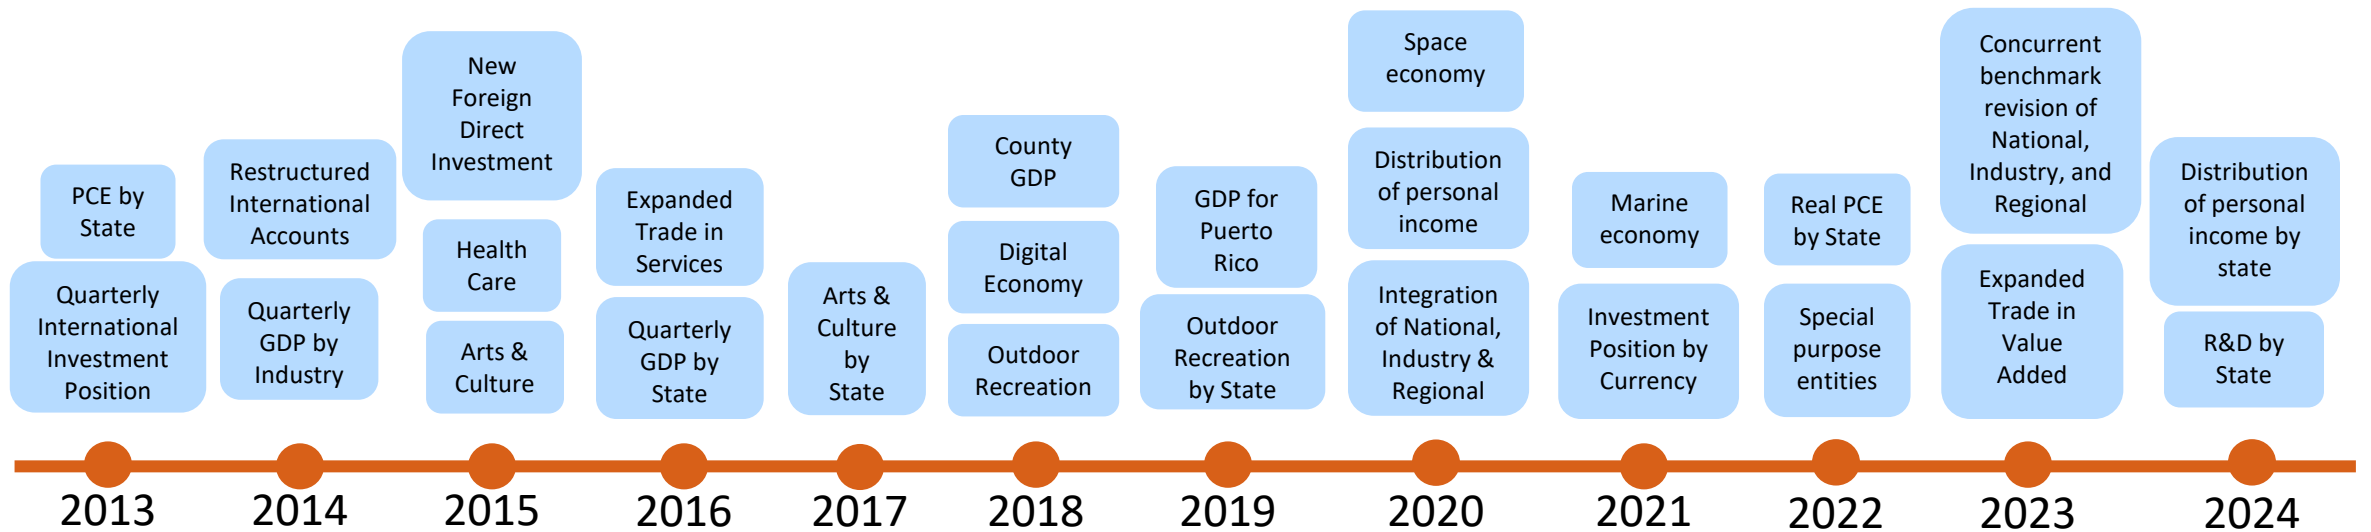 PCE by
State
Quarterly
International
Investment
Position
2013
Restructured
International
Accounts
Quarterly
GDP by
Industry
2014
New
Foreign
Direct
Investment
Health
Care
Arts &
Culture
2015
Expanded
Trade in
Services
Quarterly
GDP by
State
2016
Arts &
Culture
by
State
2017
County
GDP
Digital
Economy
Outdoor
Recreation
2018
GDP for
Puerto
Rico
Outdoor
Recreation
by State
2019
Space
economy
Distribution
of personal
income
Integration
of National,
Industry &
Regional
2020
Marine
economy
Investment
Position by
Currency
2021
Real PCE
by State
Special
purpose
entities
2022
Concurrent
benchmark
revision of
National,
Industry, and
Regional
Expanded
Trade in
Value
Added
2023
Distribution
of personal
income by
state
R&D by
State
2024